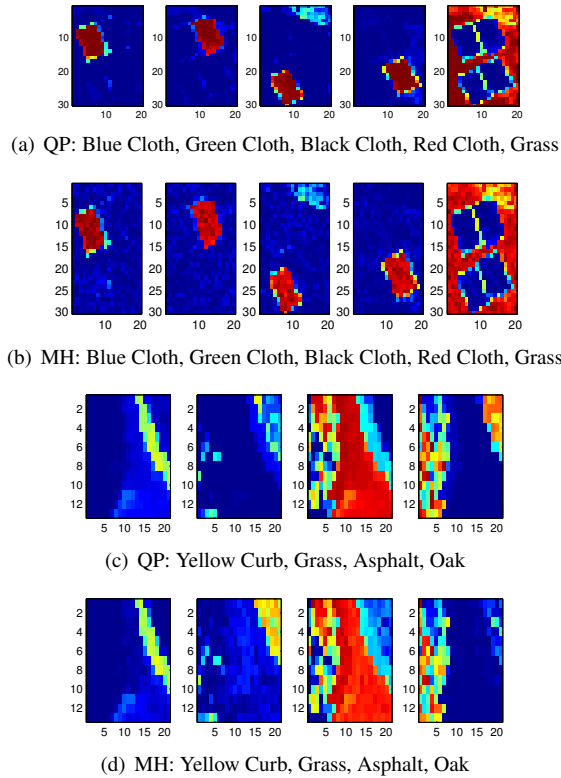 10
20
30
10 20 10 20 10 20 10 20 10 20
(a) QP: Blue Cloth, Green Cloth, Black Cloth, Red Cloth, Grass
5
10
15
20
25
30
20 20 20 20 20
(b) MH: Blue Cloth, Green Cloth, Black Cloth, Red Cloth, Grass
2
4
6
8
10
12
5 10 15 20 5 10 15 20 5 10 15 20 5 10 15 20
(c) QP: Yellow Curb, Grass, Asphalt, Oak
2
4
6
8
10
12
5 10 15 20 5 10 15 20 5 10 15 20 5 10 15 20
(d) MH: Yellow Curb, Grass, Asphalt, Oak